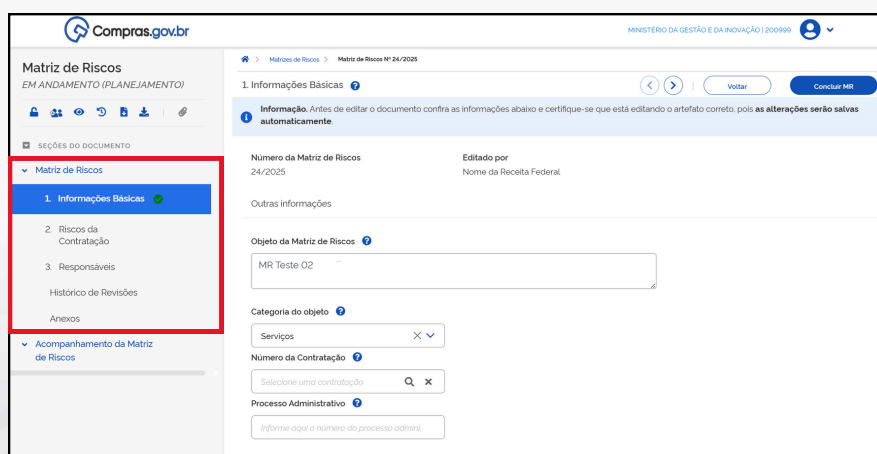 Compras.gov.br
MINISTÉRIO DA GESTÃO E DA INOVAÇÃO | 200999
Matriz de Riscos
EM ANDAMENTO (PLANEJAMENTO)
SEÇÕES DO DOCUMENTO
Matriz de Riscos
1. Informações Básicas
2. Riscos da
Contratação
3. Responsáveis
Histórico de Revisões
Anexos
Acompanhamento da Matriz
de Riscos
> Matrizes de Riscos > Matriz de Riscos Nº 24/2025
1. Informações Básicas
Voltar
Concluir MR
Informação. Antes de editar o documento confira as informações abaixo e certifique-se que está editando o artefato correto, pois as alterações serão salvas
automaticamente.
Número da Matriz de Riscos
24/2025
Editado por
Nome da Receita Federal
Outras informações
Objeto da Matriz de Riscos
MR Teste 02
Categoria do objeto
Serviços
Número da Contratação
Selecione uma contratação
Processo Administrativo
Informe aqui o número do processo admini.